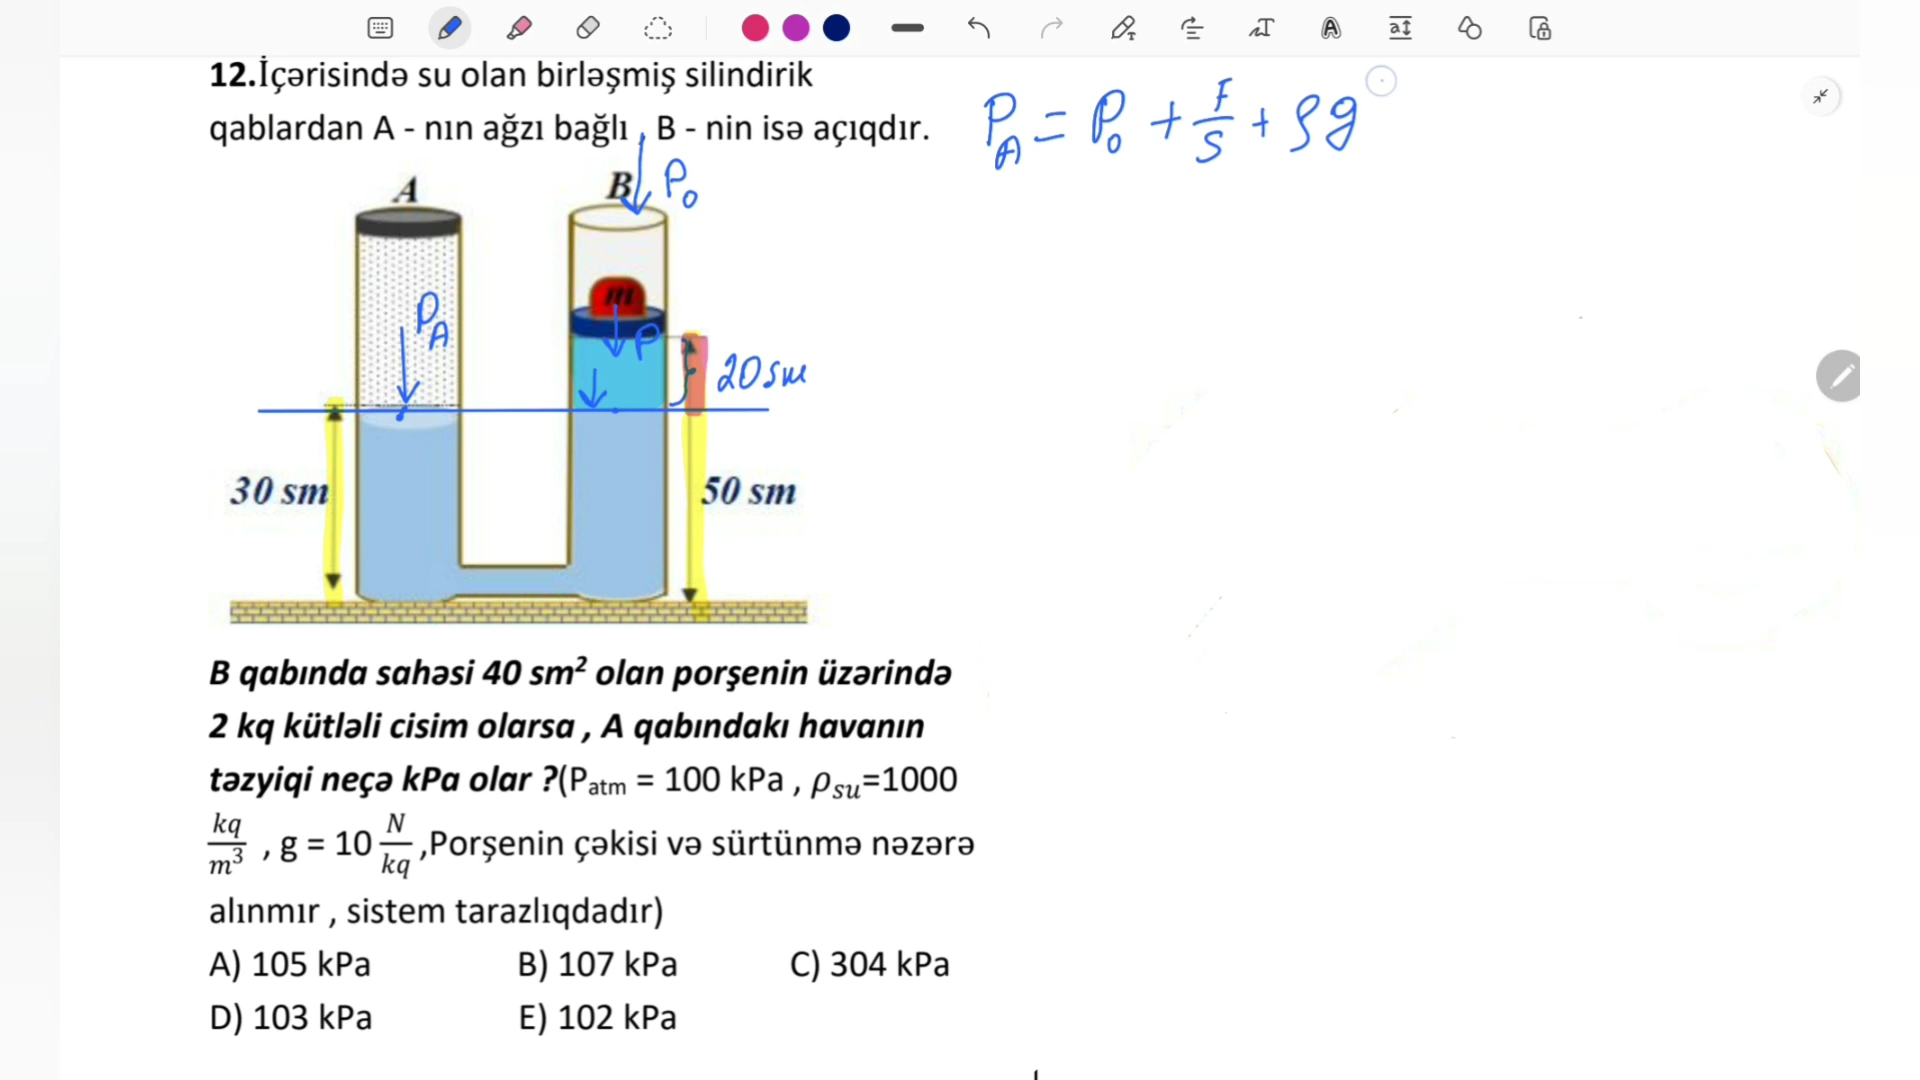 12.İçərisində su olan birləşmiş silindirik
qablardan A - nın ağzı bağlı , B - nin isə açıqdır.
P_A = P_0 + F/S + ρg
A
B
P_0
m
P_A
P
20 sm
30 sm
50 sm
B qabında sahəsi 40 sm² olan porşenin üzərində
2 kq kütləli cisim olarsa , A qabındakı havanın
təzyiqi neçə kPa olar ?(P_atm = 100 kPa , ρ_su=1000
kq/m³ , g = 10 N/kq ,Porşenin çəkisi və sürtünmə nəzərə
alınmır , sistem tarazlıqdadır)
A) 105 kPa B) 107 kPa C) 304 kPa
D) 103 kPa E) 102 kPa